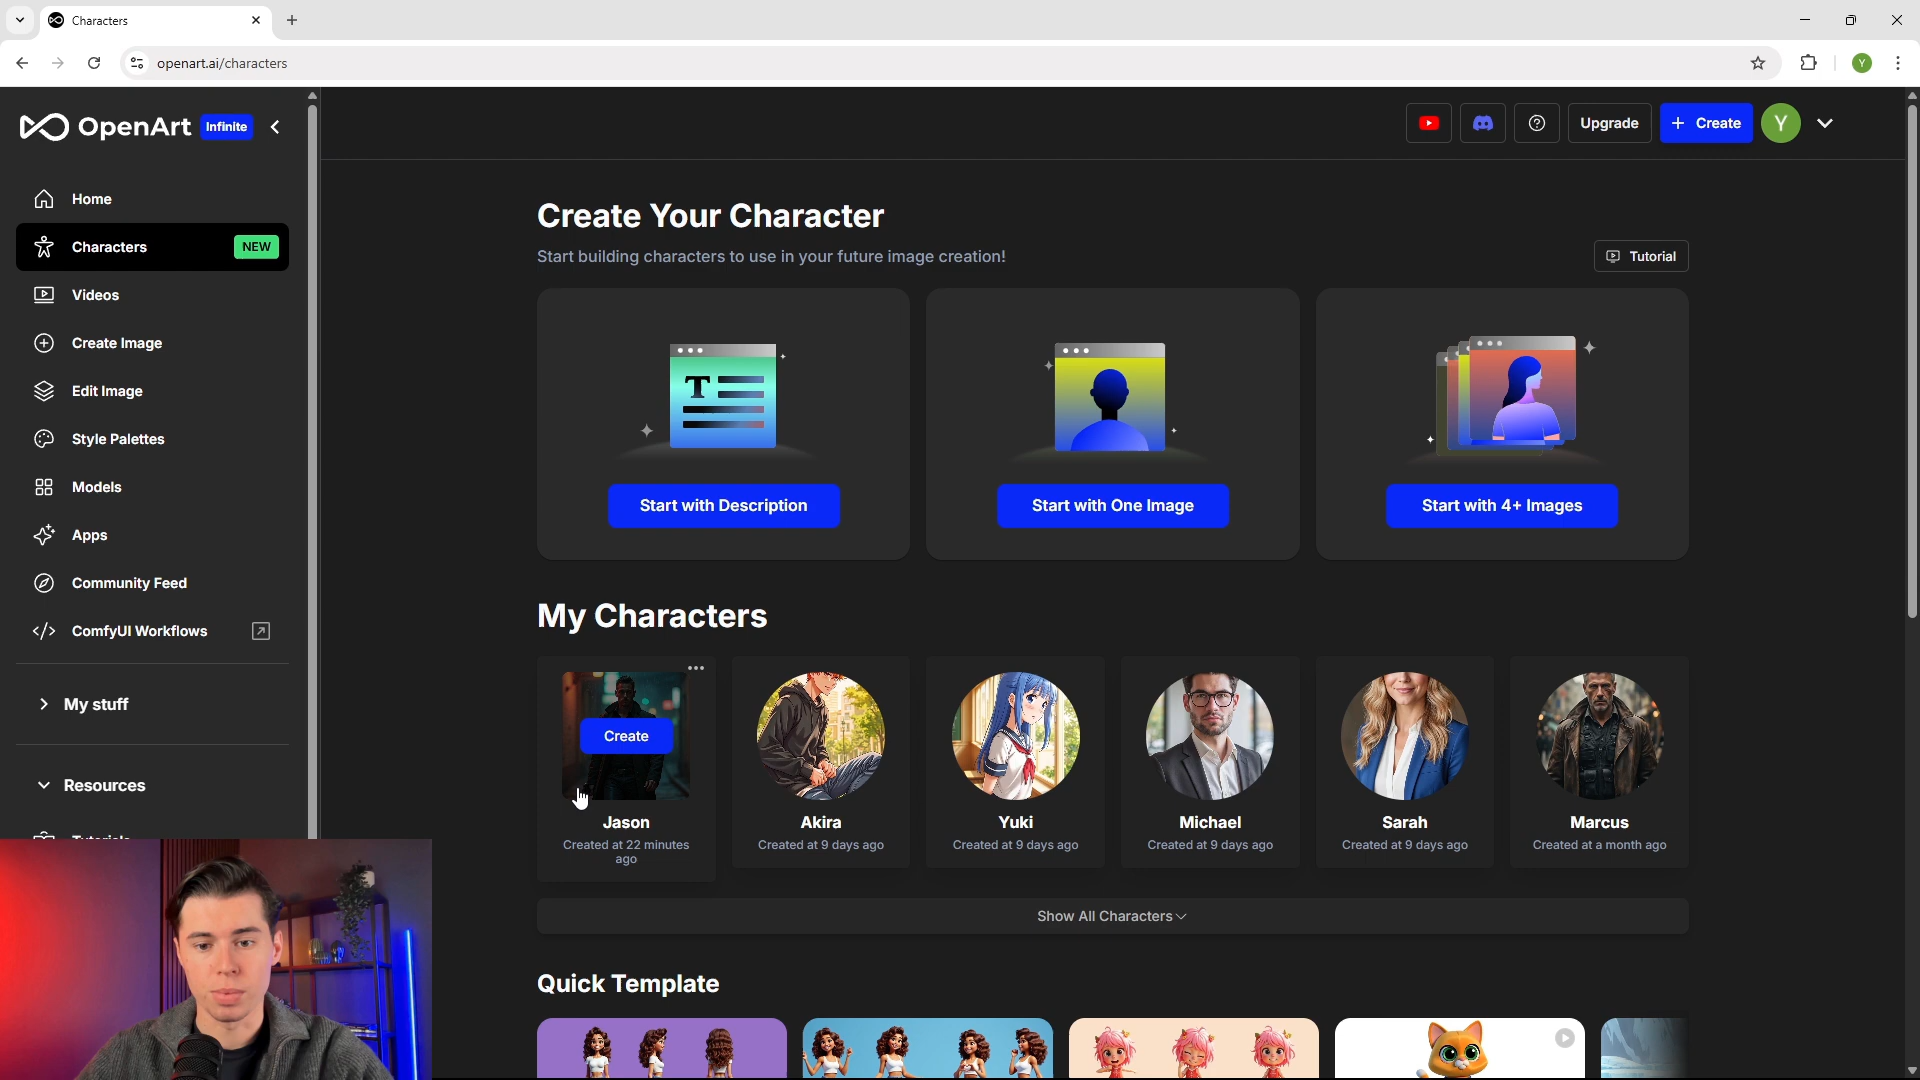 Characters
openart.ai/characters
Y
OpenArt
Infinite
Upgrade
+ Create
Y
Home
Characters
NEW
Videos
Create Image
Edit Image
Style Palettes
Models
Apps
Community Feed
</> ComfyUI Workflows
My stuff
Resources
Create Your Character
Start building characters to use in your future image creation!
Tutorial
T
Start with Description
Start with One Image
Start with 4+ Images
My Characters
Create
Jason
Created at 22 minutes
ago
Akira
Created at 9 days ago
Yuki
Created at 9 days ago
Michael
Created at 9 days ago
Sarah
Created at 9 days ago
Marcus
Created at a month ago
Show All Characters
Quick Template